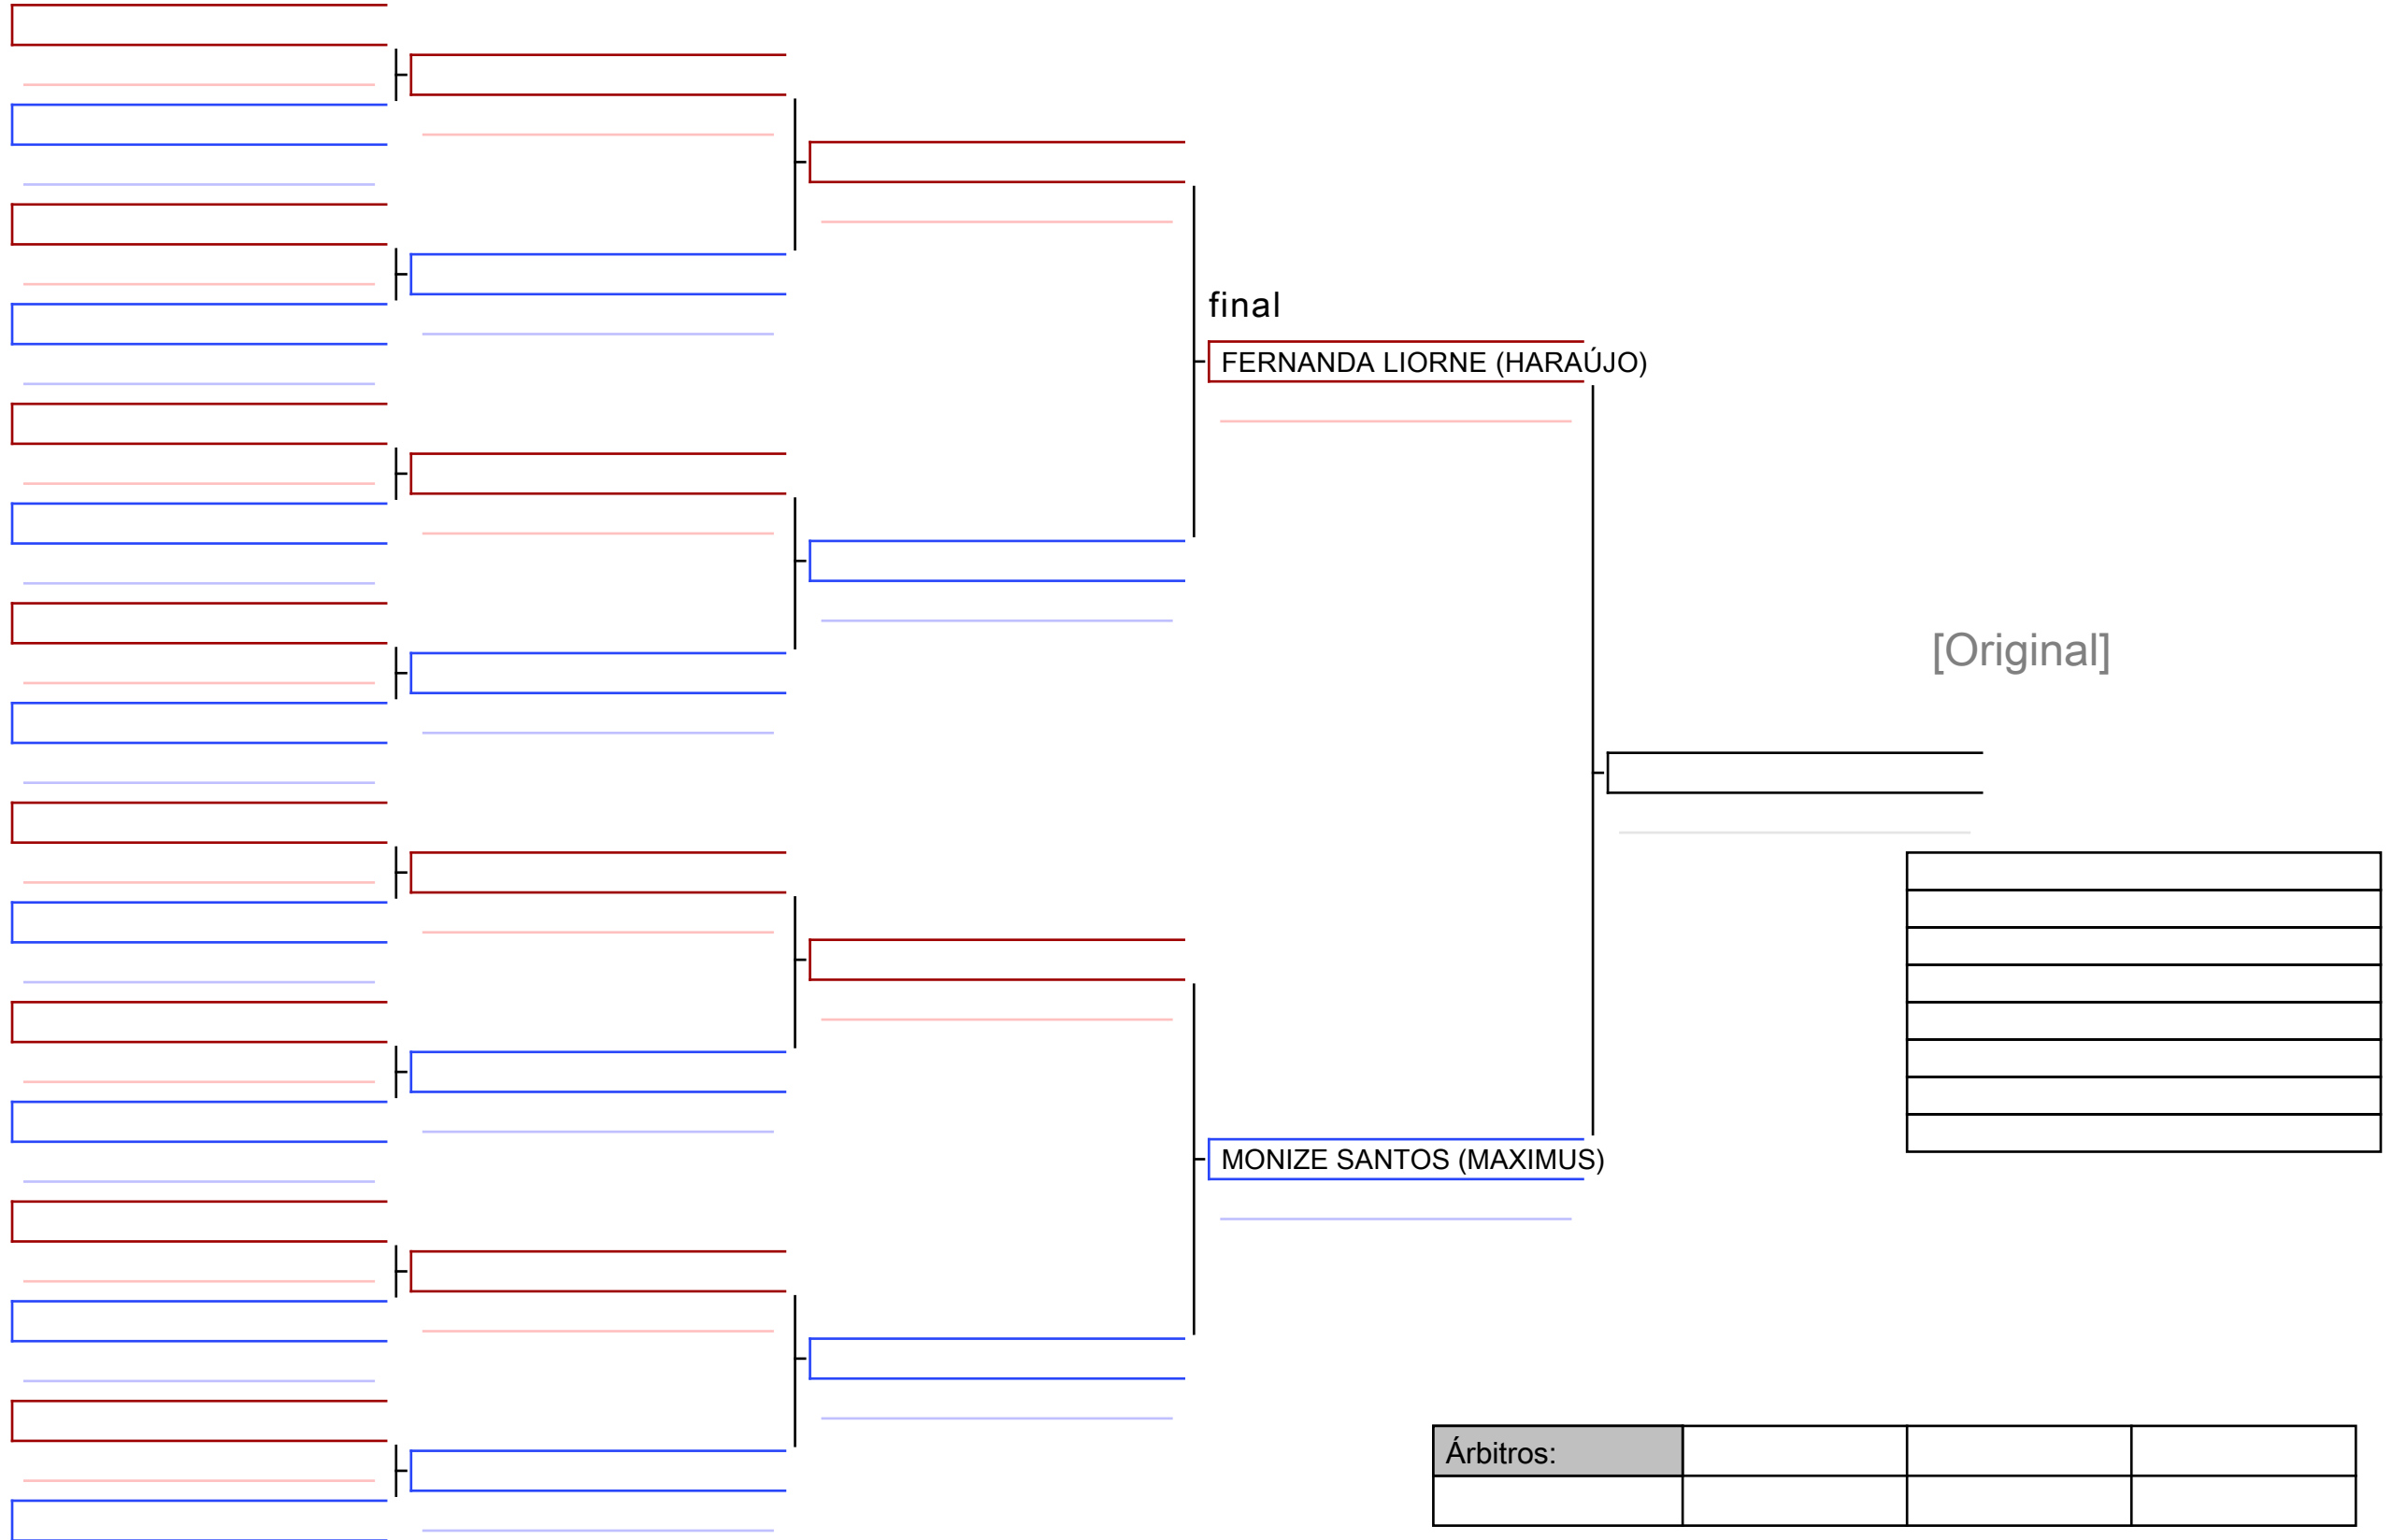 final
FERNANDA LIORNE (HARAÚJO)
[Original]
MONIZE SANTOS (MAXIMUS)
Árbitros: